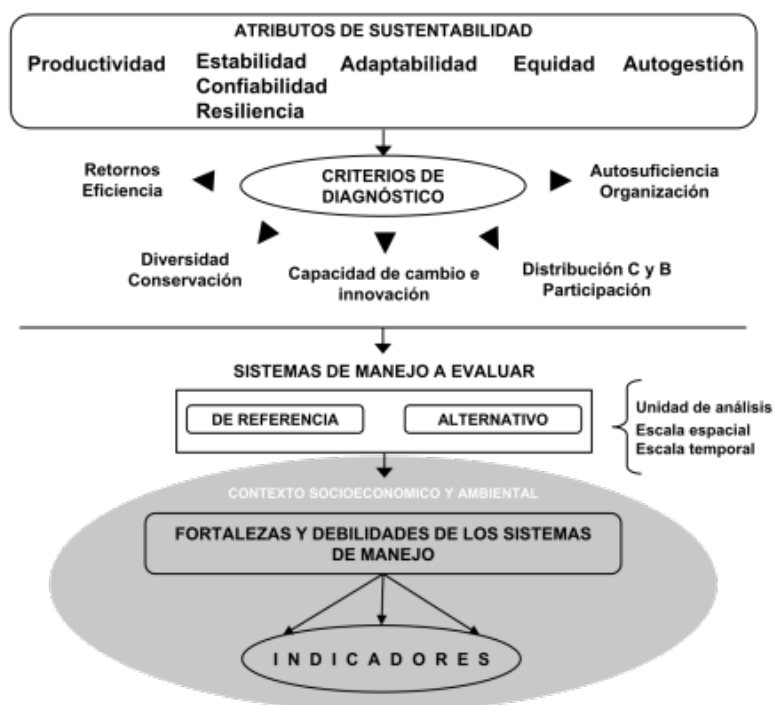 ATRIBUTOS DE SUSTENTABILIDAD
Productividad
Estabilidad
Confiabilidad
Resiliencia
Adaptabilidad
Equidad
Autogestión
Retornos
Eficiencia
CRITERIOS DE
DIAGNÓSTICO
Autosuficiencia
Organización
Diversidad
Conservación
Capacidad de cambio e
innovación
Distribución C y B
Participación
SISTEMAS DE MANEJO A EVALUAR
DE REFERENCIA
ALTERNATIVO
Unidad de análisis
Escala espacial
Escala temporal
CONTEXTO SOCIOECONOMICO Y AMBIENTAL
FORTALEZAS Y DEBILIDADES DE LOS SISTEMAS
DE MANEJO
I N D I C A D O R E S